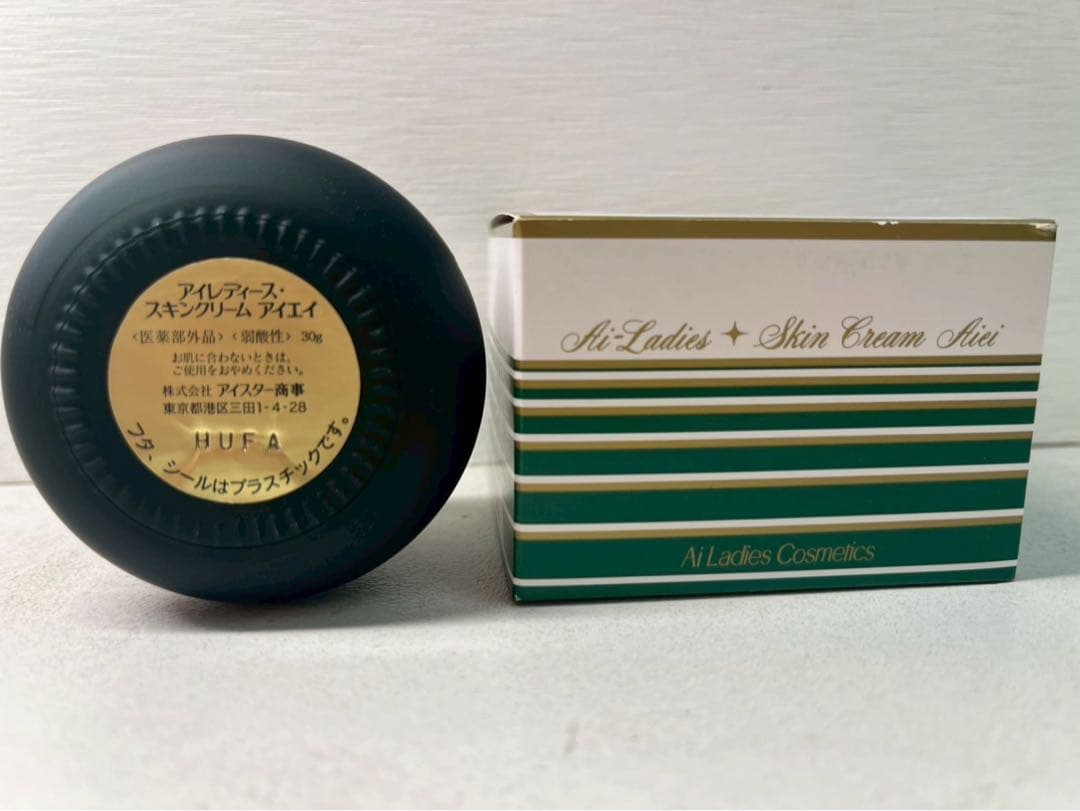 アイレディース・
スキンクリーム アイエイ
〈医薬部外品〉〈弱酸性〉 30g
お肌に合わないときは、
ご使用をおやめください。
株式会社 アイスター商事
東京都港区三田1-4-28
HUFA
フタ、シールはプラスチックです。
Ai-Ladies ✦ Skin Cream Aiei
Ai Ladies Cosmetics